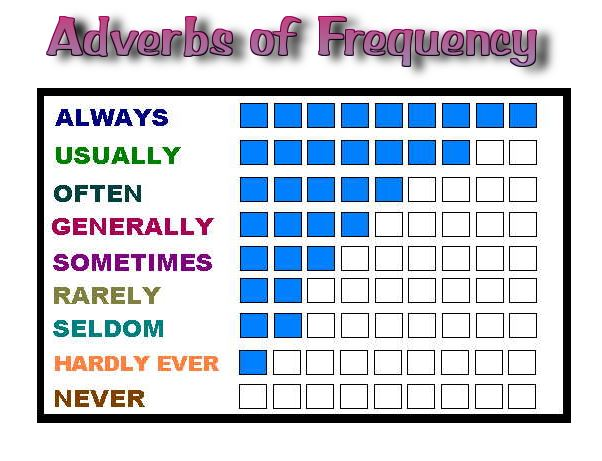 Adverbs of Frequency
ALWAYS
USUALLY
OFTEN
GENERALLY
SOMETIMES
RARELY
SELDOM
HARDLY EVER
NEVER